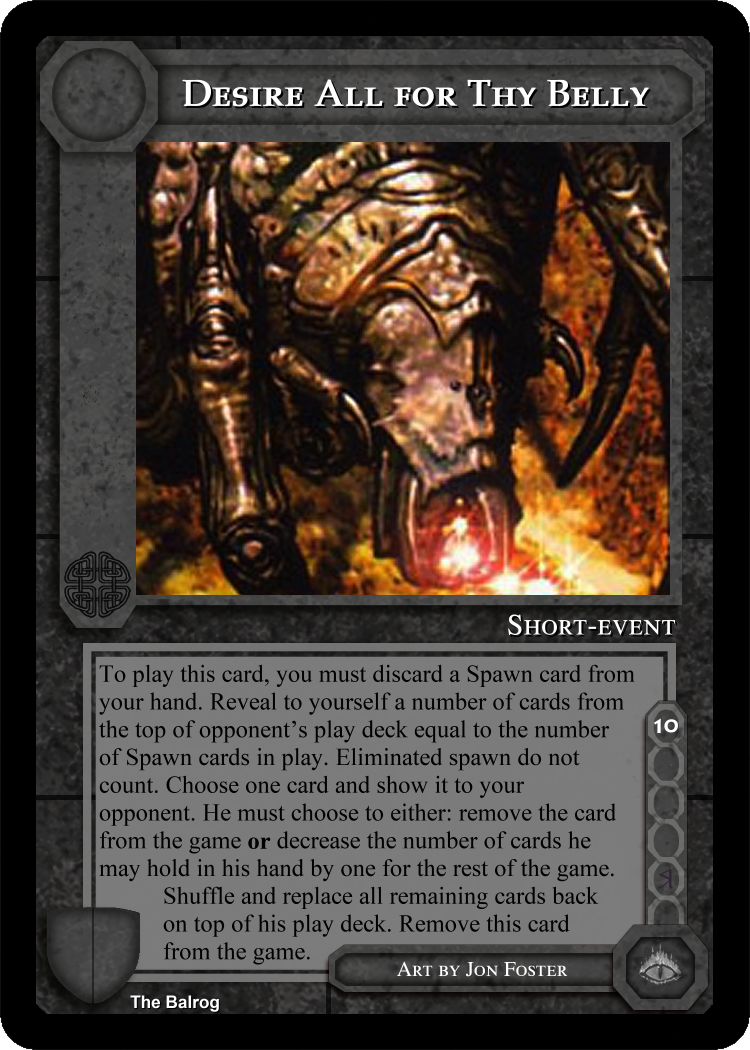 Desire All for Thy Belly
Short-event
To play this card, you must discard a Spawn card from
your hand. Reveal to yourself a number of cards from
the top of opponent's play deck equal to the number
of Spawn cards in play. Eliminated spawn do not
count. Choose one card and show it to your
opponent. He must choose to either: remove the card
from the game or decrease the number of cards he
may hold in his hand by one for the rest of the game.
Shuffle and replace all remaining cards back
on top of his play deck. Remove this card
from the game.
10
Art by Jon Foster
The Balrog